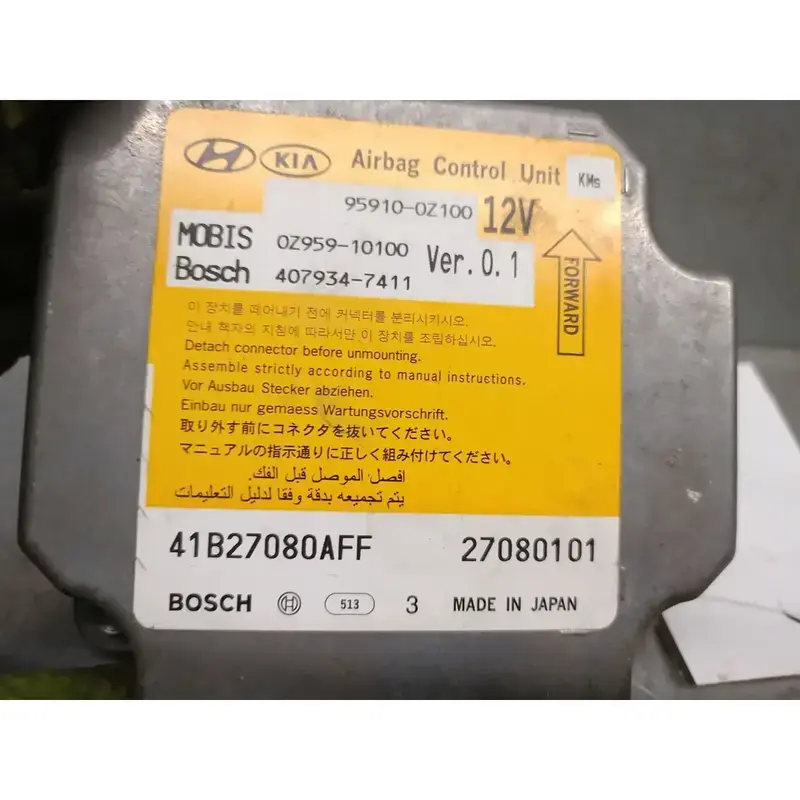 HYUNDAI KIA Airbag Control Unit KMs
95910-0Z100 12V
MOBIS 0Z959-10100 Ver.0.1
Bosch 407934-7411
FORWARD
이 장치를 떼어내기 전에 커넥터를 분리시키시오.
안내 책자의 지침에 따라서만 이 장치를 조립하십시오.
Detach connector before unmounting.
Assemble strictly according to manual instructions.
Vor Ausbau Stecker abziehen.
Einbau nur gemaess Wartungsvorschrift.
取り外す前にコネクタを抜いてください。
マニュアルの指示通りに正しく組み付けてください。
افصل الموصل قبل الفك.
يتم تجميعه بدقة وفقا لدليل التعليمات
41B27080AFF 27080101
BOSCH 513 3 MADE IN JAPAN